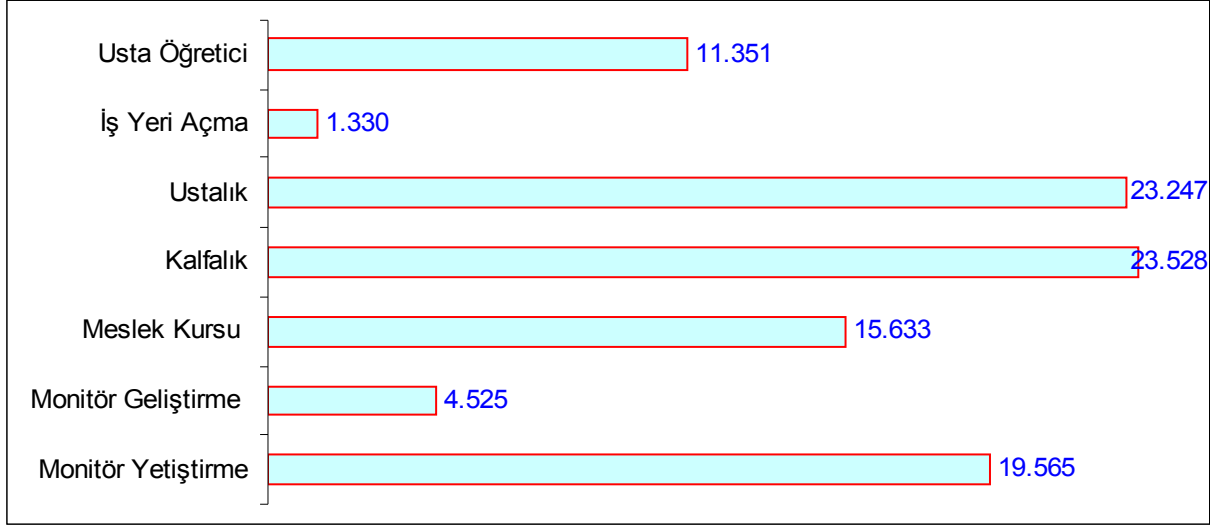 Usta Öğretici 11.351
İş Yeri Açma 1.330
Ustalık 23.247
Kalfalık 23.528
Meslek Kursu 15.633
Monitör Geliştirme 4.525
Monitör Yetiştirme 19.565